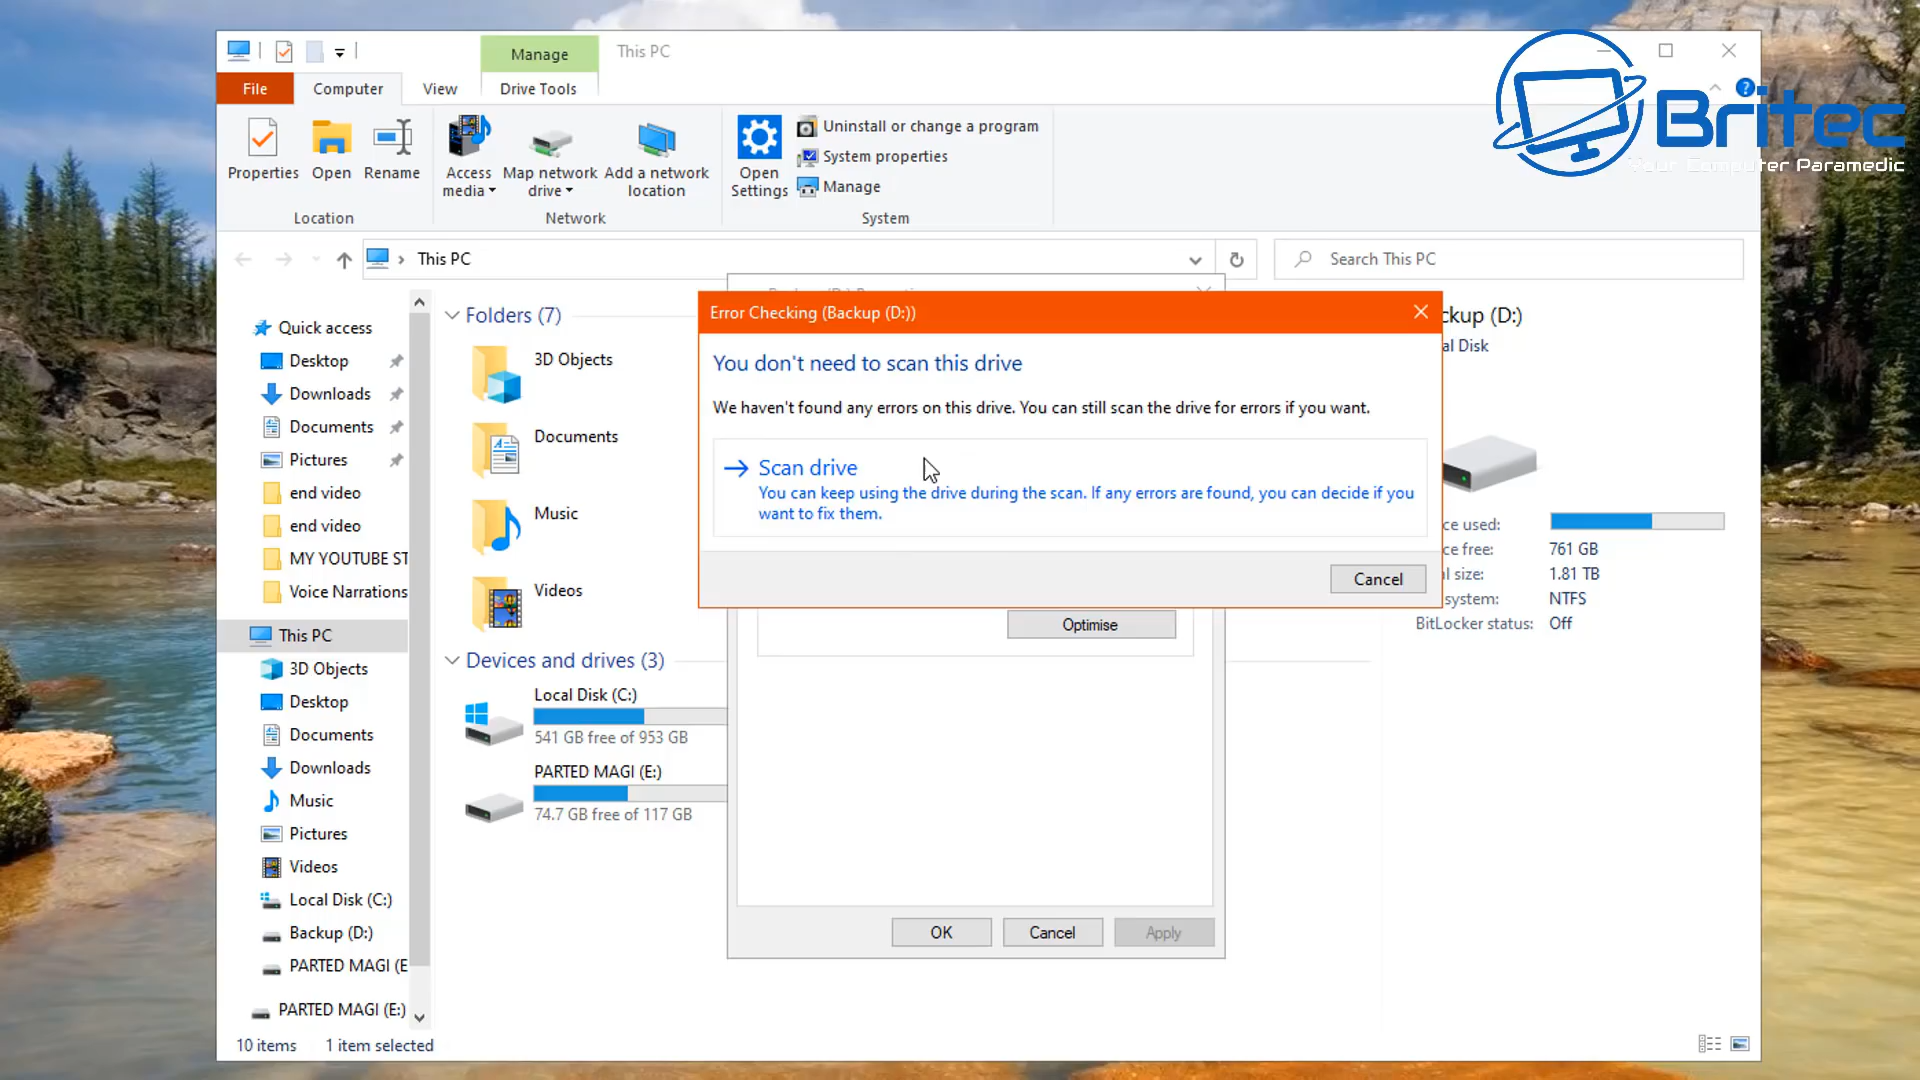 Manage
This PC
File
Computer
View
Drive Tools
Britec
Your Computer Paramedic
Properties
Open
Rename
Access media
Map network drive
Add a network location
Open Settings
Uninstall or change a program
System properties
Manage
Location
Network
System
This PC
Search This PC
Quick access
Desktop
Downloads
Documents
Pictures
end video
end video
MY YOUTUBE ST
Voice Narrations
This PC
3D Objects
Desktop
Documents
Downloads
Music
Pictures
Videos
Local Disk (C:)
Backup (D:)
PARTED MAGI (E
PARTED MAGI (E:)
Folders (7)
3D Objects
Documents
Music
Videos
Devices and drives (3)
Local Disk (C:)
541 GB free of 953 GB
PARTED MAGI (E:)
74.7 GB free of 117 GB
Error Checking (Backup (D:))
You don't need to scan this drive
We haven't found any errors on this drive. You can still scan the drive for errors if you want.
Scan drive
You can keep using the drive during the scan. If any errors are found, you can decide if you
want to fix them.
Cancel
Optimise
OK
Cancel
Apply
ckup (D:)
al Disk
ce used:
ce free: 761 GB
al size: 1.81 TB
system: NTFS
BitLocker status: Off
10 items
1 item selected